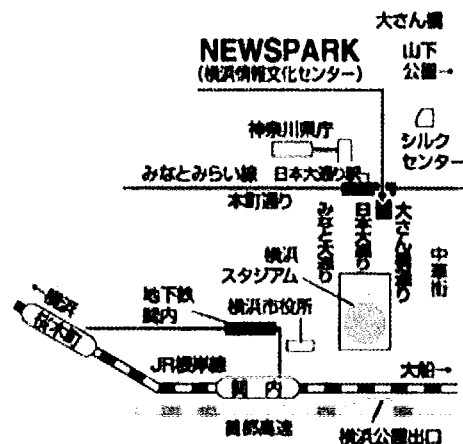 大さん橋
NEWSPARK
(横浜情報文化センター)
山下
公園→
神奈川県庁
シルク
センター
みなとみらい線 日本大通り駅
本町通り
みなと大通り
日本大通り
大さん橋通り
中華街
横浜
スタジアム
←横浜
桜木町
地下鉄
関内
横浜市役所
JR根岸線
関内
大船→
首都高速
横浜公園出口